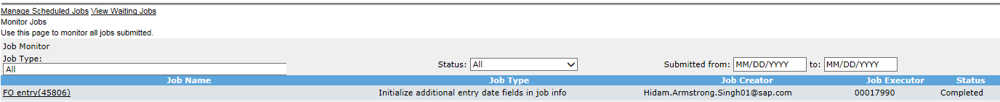 Manage Scheduled Jobs View Waiting Jobs
Monitor Jobs
Use this page to monitor all jobs submitted.
Job Monitor
Job Type:
All
Status: All
Submitted from: MM/DD/YYYY to: MM/DD/YYYY
Job Name Job Type Job Creator Job Executor Status
FO entry(45806) Initialize additional entry date fields in job info Hidam.Armstrong.Singh01@sap.com 00017990 Completed